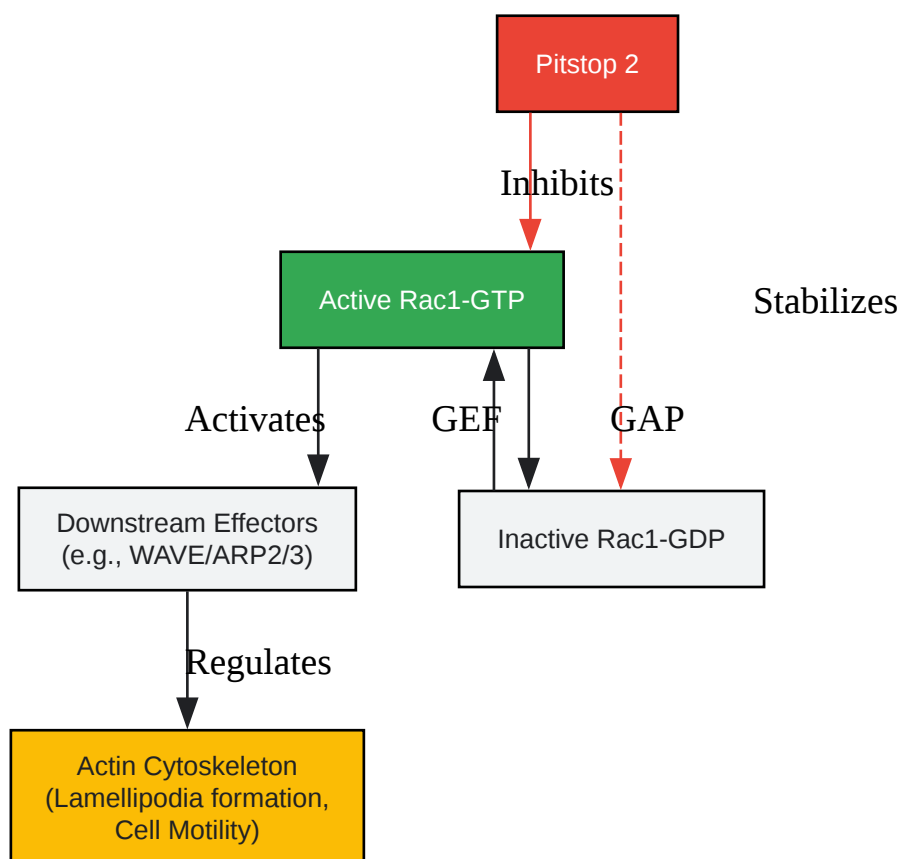 Pitstop 2
Inhibits
Active Rac1-GTP
Stabilizes
Activates
GEF
GAP
Downstream Effectors
(e.g., WAVE/ARP2/3)
Inactive Rac1-GDP
Regulates
Actin Cytoskeleton
(Lamellipodia formation,
Cell Motility)